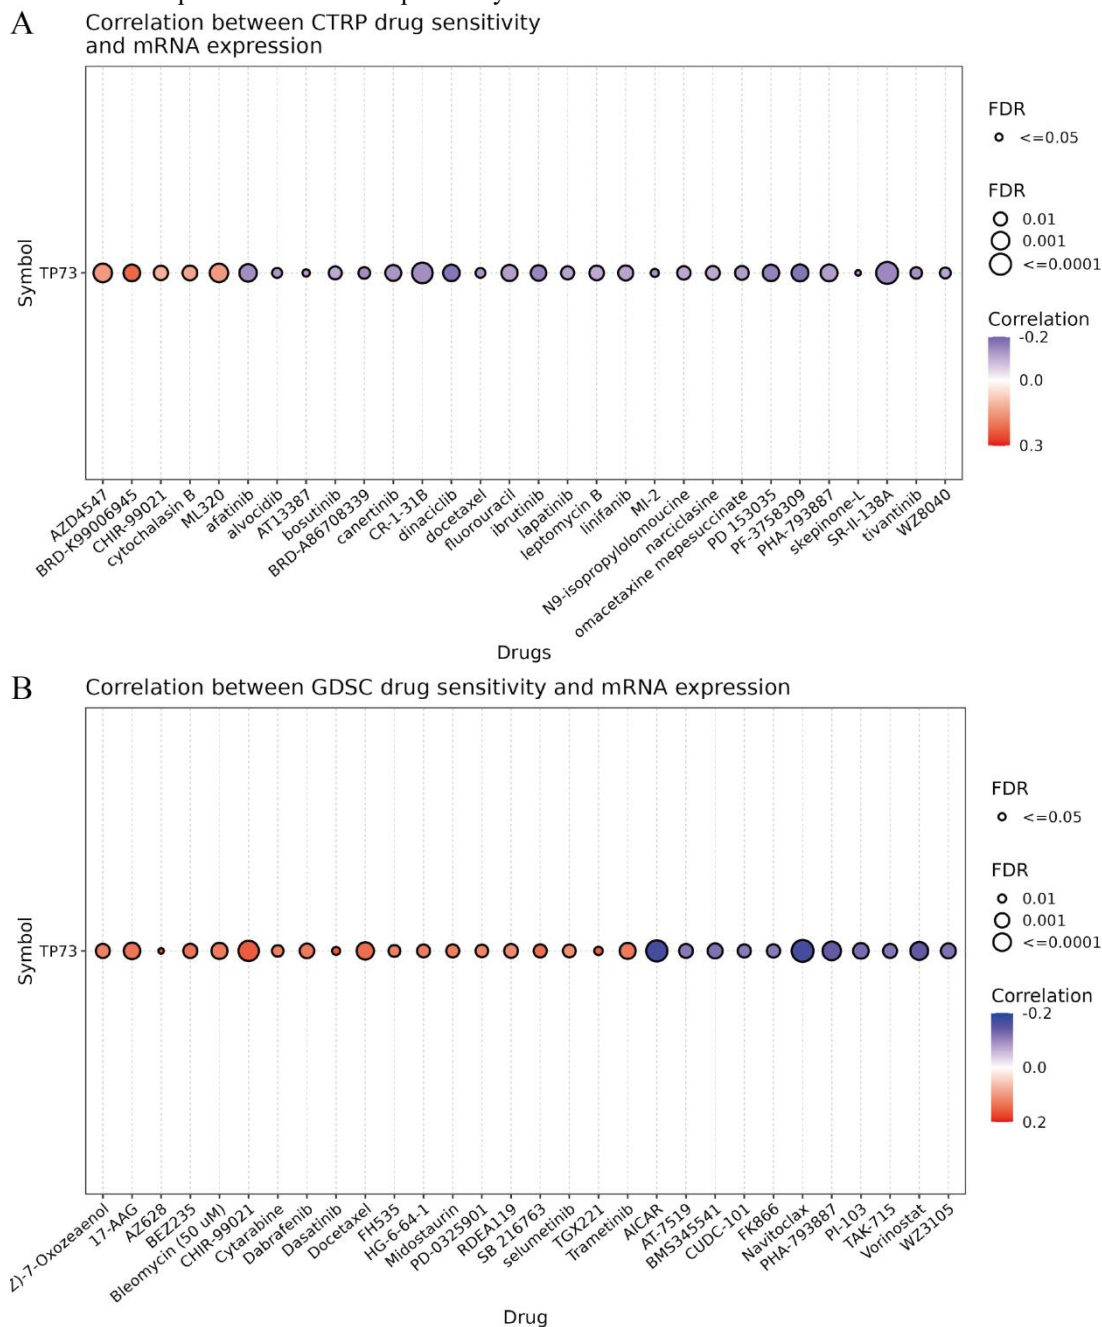 A
Correlation between CTRP drug sensitivity
and mRNA expression
FDR
<=0.05
FDR
0.01
0.001
<=0.0001
Correlation
-0.2
0.0
0.3
Symbol
TP73
AZD4547
BRD-K99006945
CHIR-99021
cytochalasin B
ML320
afatinib
alvocidib
AT13387
bosutinib
BRD-A86708339
canertinib
CR-1-31B
dinaciclib
docetaxel
fluorouracil
ibrutinib
lapatinib
leptomycin B
linifanib
MI-2
N9-isopropylolomoucine
narciclasine
omacetaxine mepesuccinate
PD 153035
PF-3758309
PHA-793887
skepinone-L
SR-II-138A
tivantinib
WZ8040
Drugs
B
Correlation between GDSC drug sensitivity and mRNA expression
FDR
<=0.05
FDR
0.01
0.001
<=0.0001
Correlation
-0.2
0.0
0.2
Symbol
TP73
Z)-7-Oxozeaenol
17-AAG
AZ628
BEZ235
Bleomycin (50 uM)
CHIR-99021
Cytarabine
Dabrafenib
Dasatinib
Docetaxel
FH535
HG-6-64-1
Midostaurin
PD-0325901
RDEA119
SB 216763
selumetinib
TGX221
Trametinib
AICAR
AT-7519
BMS345541
CUDC-101
FK866
Navitoclax
PHA-793887
PI-103
TAK-715
Vorinostat
WZ3105
Drug